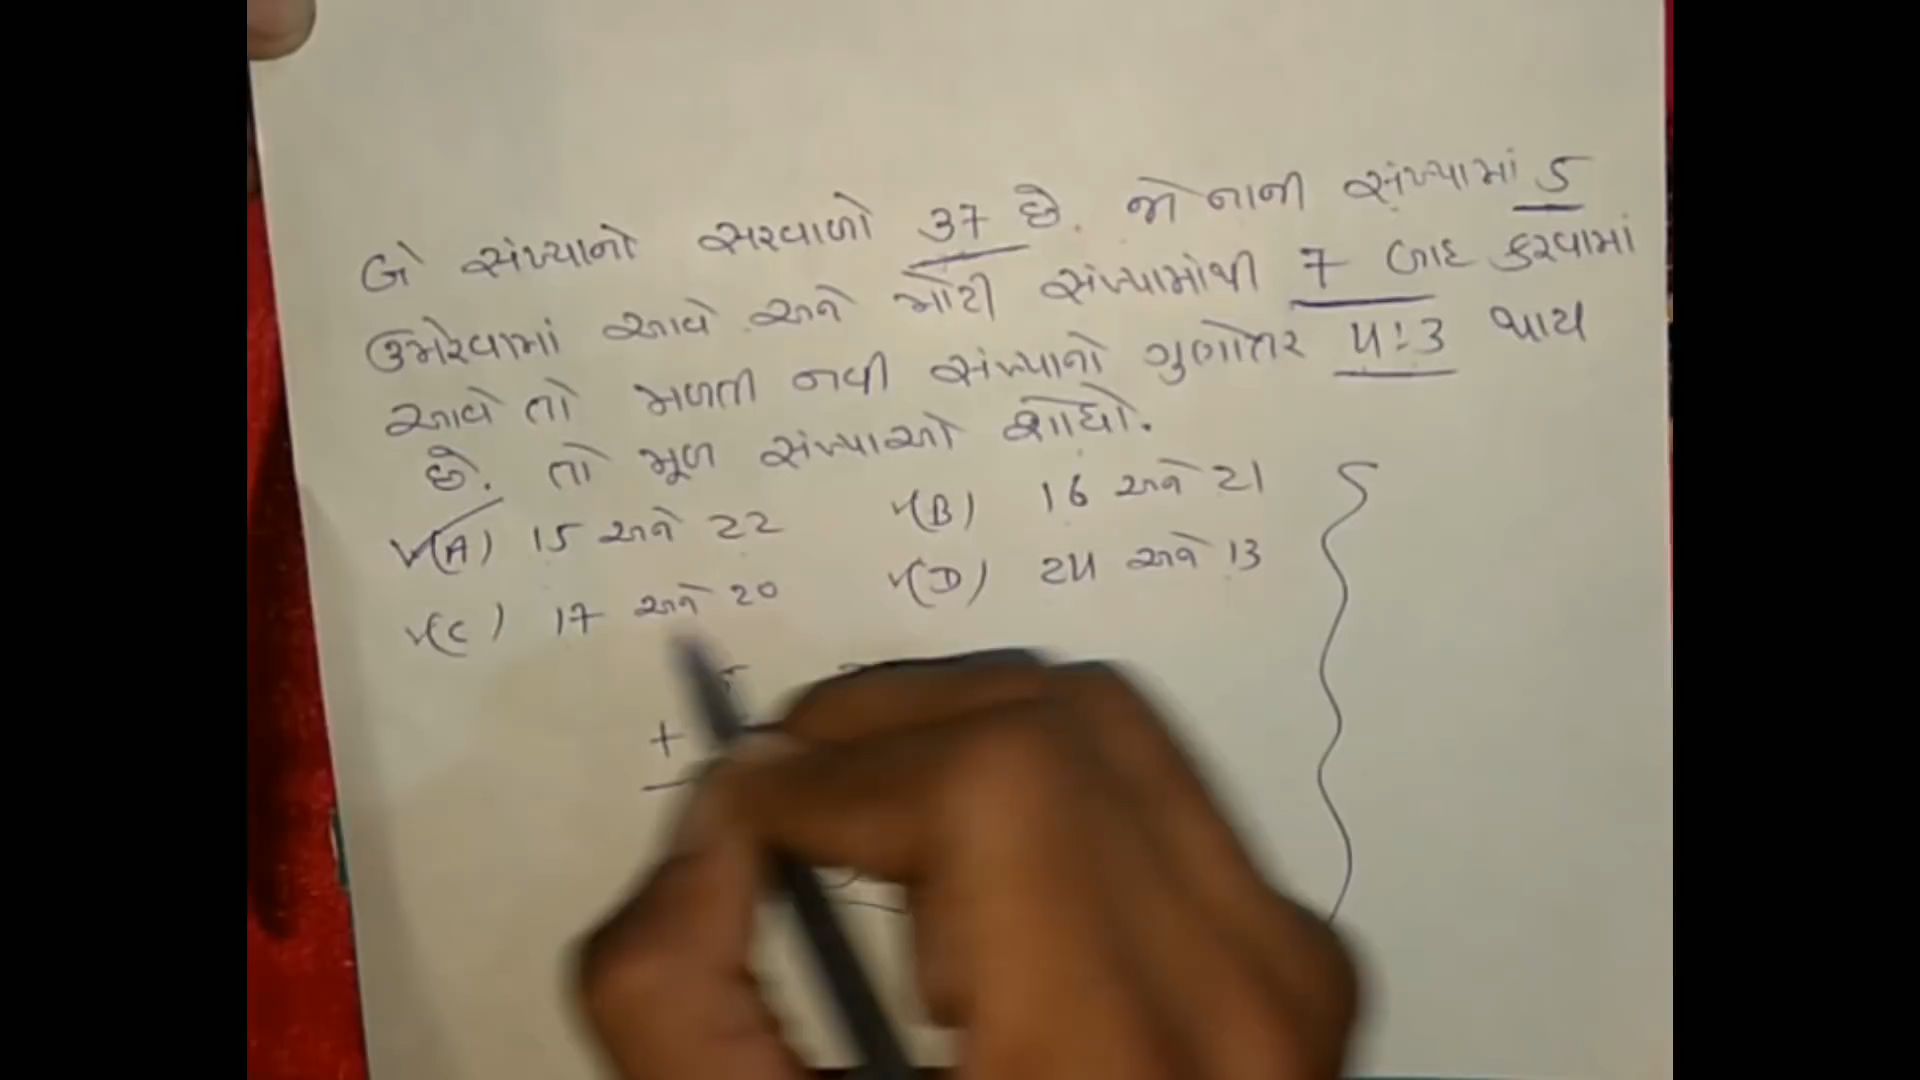 બે સંખ્યાનો સરવાળો 37 છે. જો નાની સંખ્યામાં 5
ઉમેરવામાં આવે અને મોટી સંખ્યામાંથી 7 બાદ કરવામાં
આવે તો મળતી નવી સંખ્યાનો ગુણોત્તર 4:3 થાય
છે. તો મૂળ સંખ્યાઓ શોધો.
(A) 15 અને 22 (B) 16 અને 21
(C) 17 અને 20 (D) 24 અને 13
+